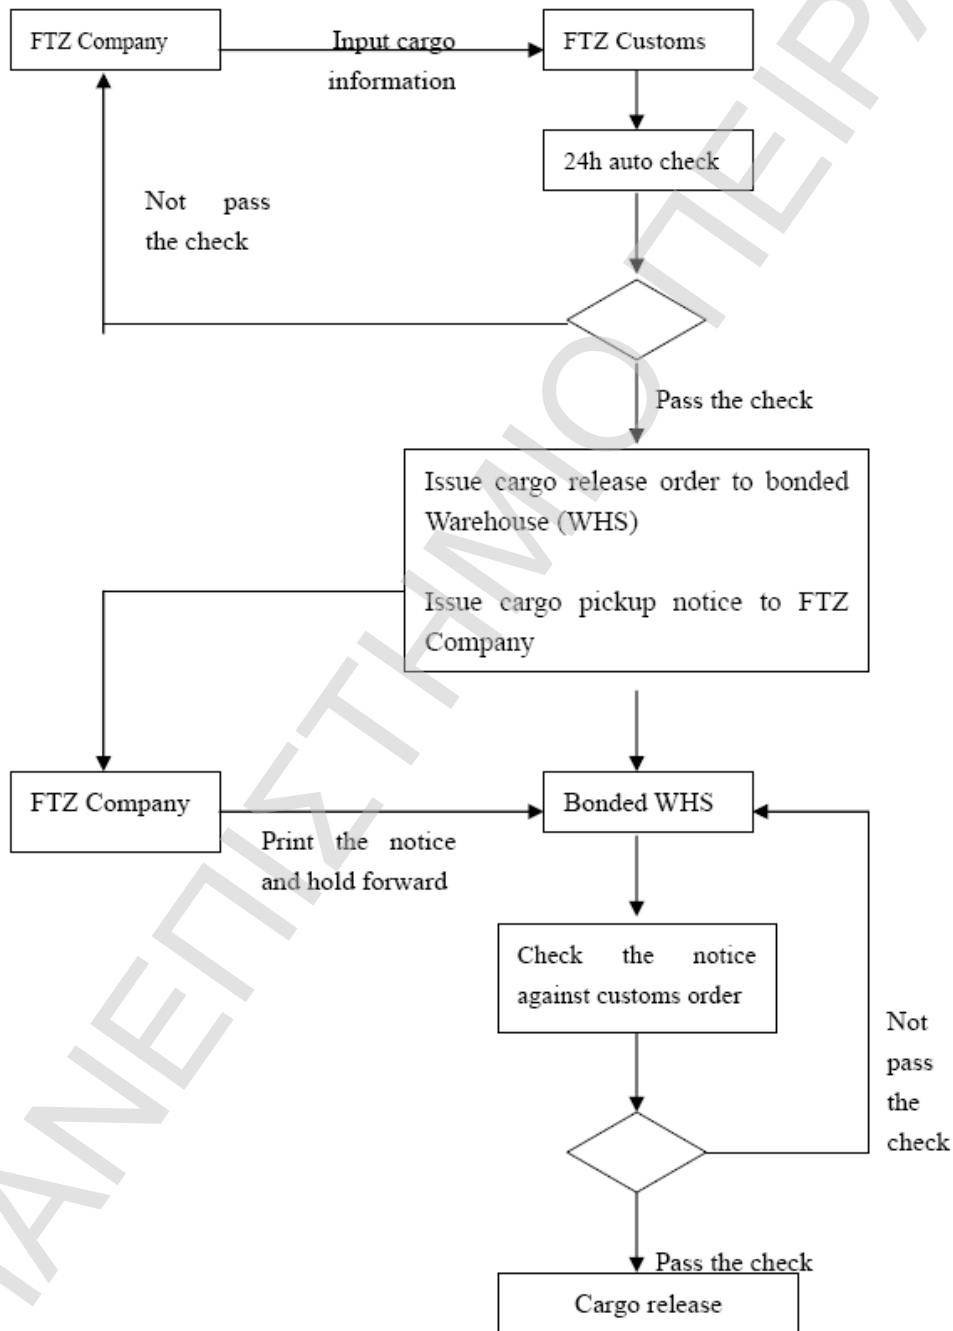 FTZ Company
Input cargo
information
FTZ Customs
24h auto check
Not pass
the check
Pass the check
Issue cargo release order to bonded
Warehouse (WHS)
Issue cargo pickup notice to FTZ
Company
FTZ Company
Print the notice
and hold forward
Bonded WHS
Check the notice
against customs order
Not
pass
the
check
Pass the check
Cargo release
ΠΑΝΕΠΙΣΤΗΜΙΟ ΠΕΙΡΑ